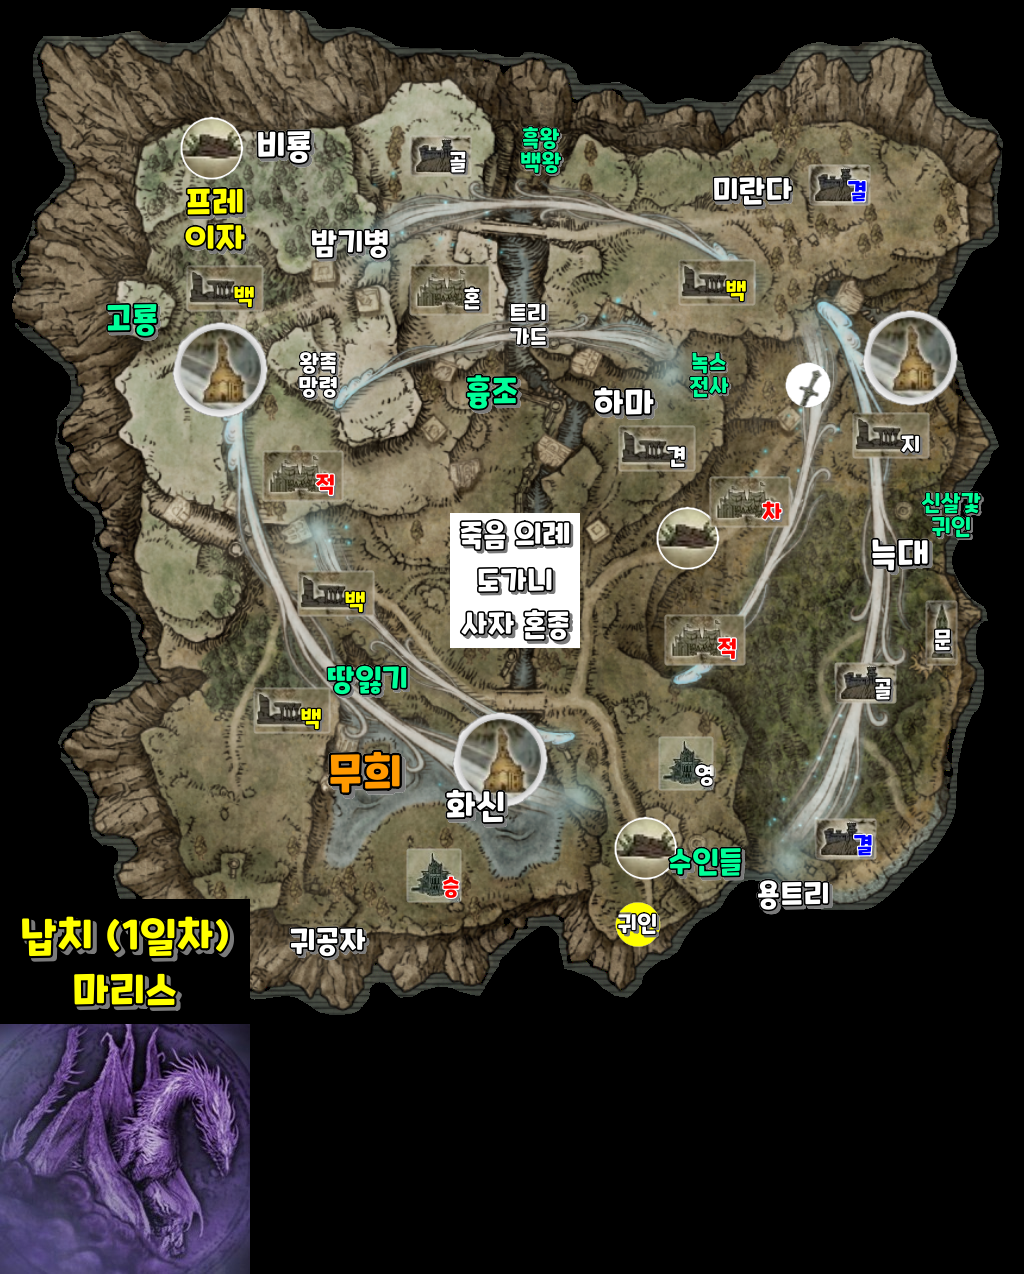 흑왕
백왕
비룡
골
미란다
결
프레
이자
밤기병
백
혼
백
고룡
트리
가드
왕족
망령
흉조
녹스
전사
하마
지
견
적
차
신살갗
귀인
늑대
죽음 의례
도가니
사자 혼종
백
적
문
땅잃기
골
백
무희
영
화신
결
수인들
승
용트리
귀인
귀공자
납치 (1일차)
마리스